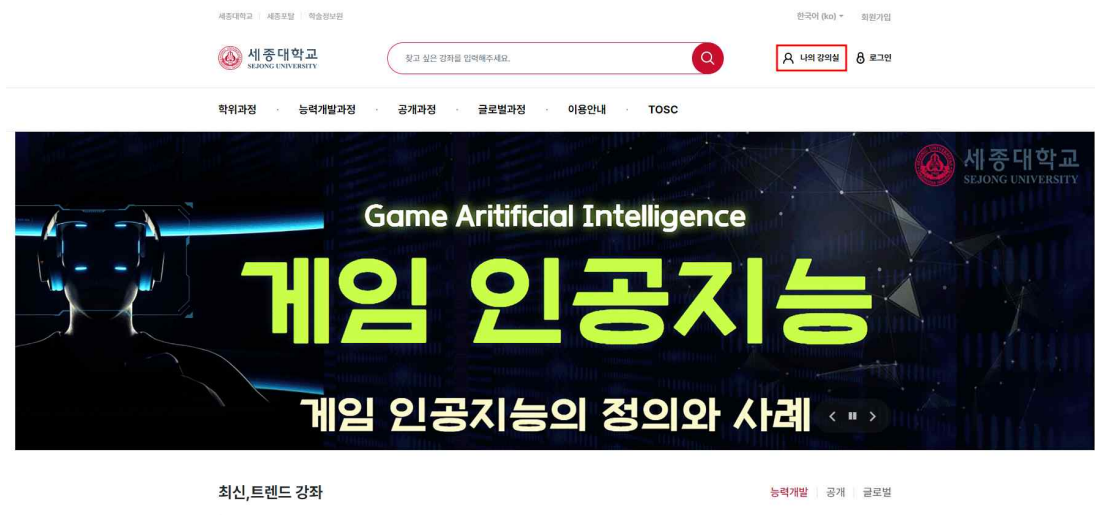 세종대학교 세종포탈 학술정보원 한국어 (ko) 회원가입
세종대학교
SEJONG UNIVERSITY
찾고 싶은 강좌를 입력해주세요.
나의 강의실 로그인
학위과정 능력개발과정 공개과정 글로벌과정 이용안내 TOSC
세종대학교
SEJONG UNIVERSITY
Game Aritificial Intelligence
게임 인공지능
게임 인공지능의 정의와 사례
최신,트렌드 강좌 능력개발 공개 글로벌